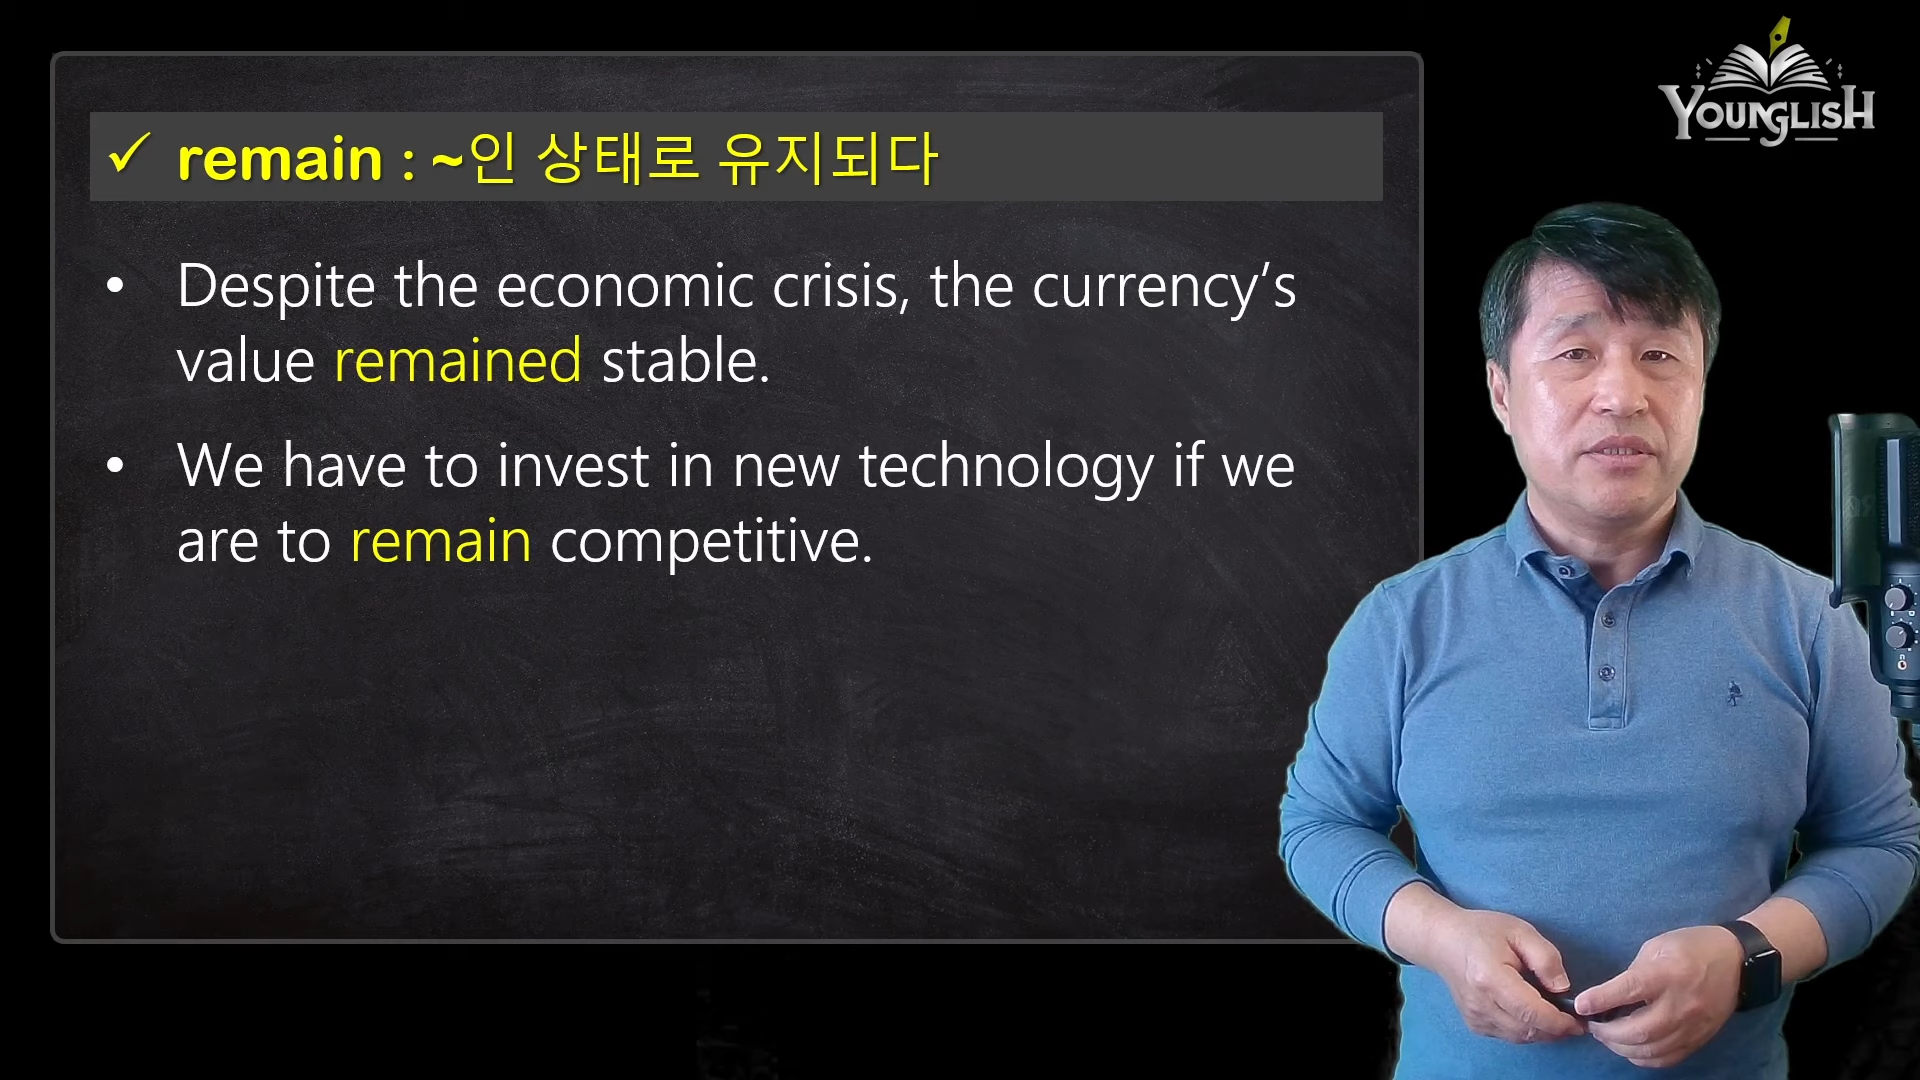 YOUNGLISH
✓ remain : ~인 상태로 유지되다
• Despite the economic crisis, the currency’s
value remained stable.
• We have to invest in new technology if we
are to remain competitive.